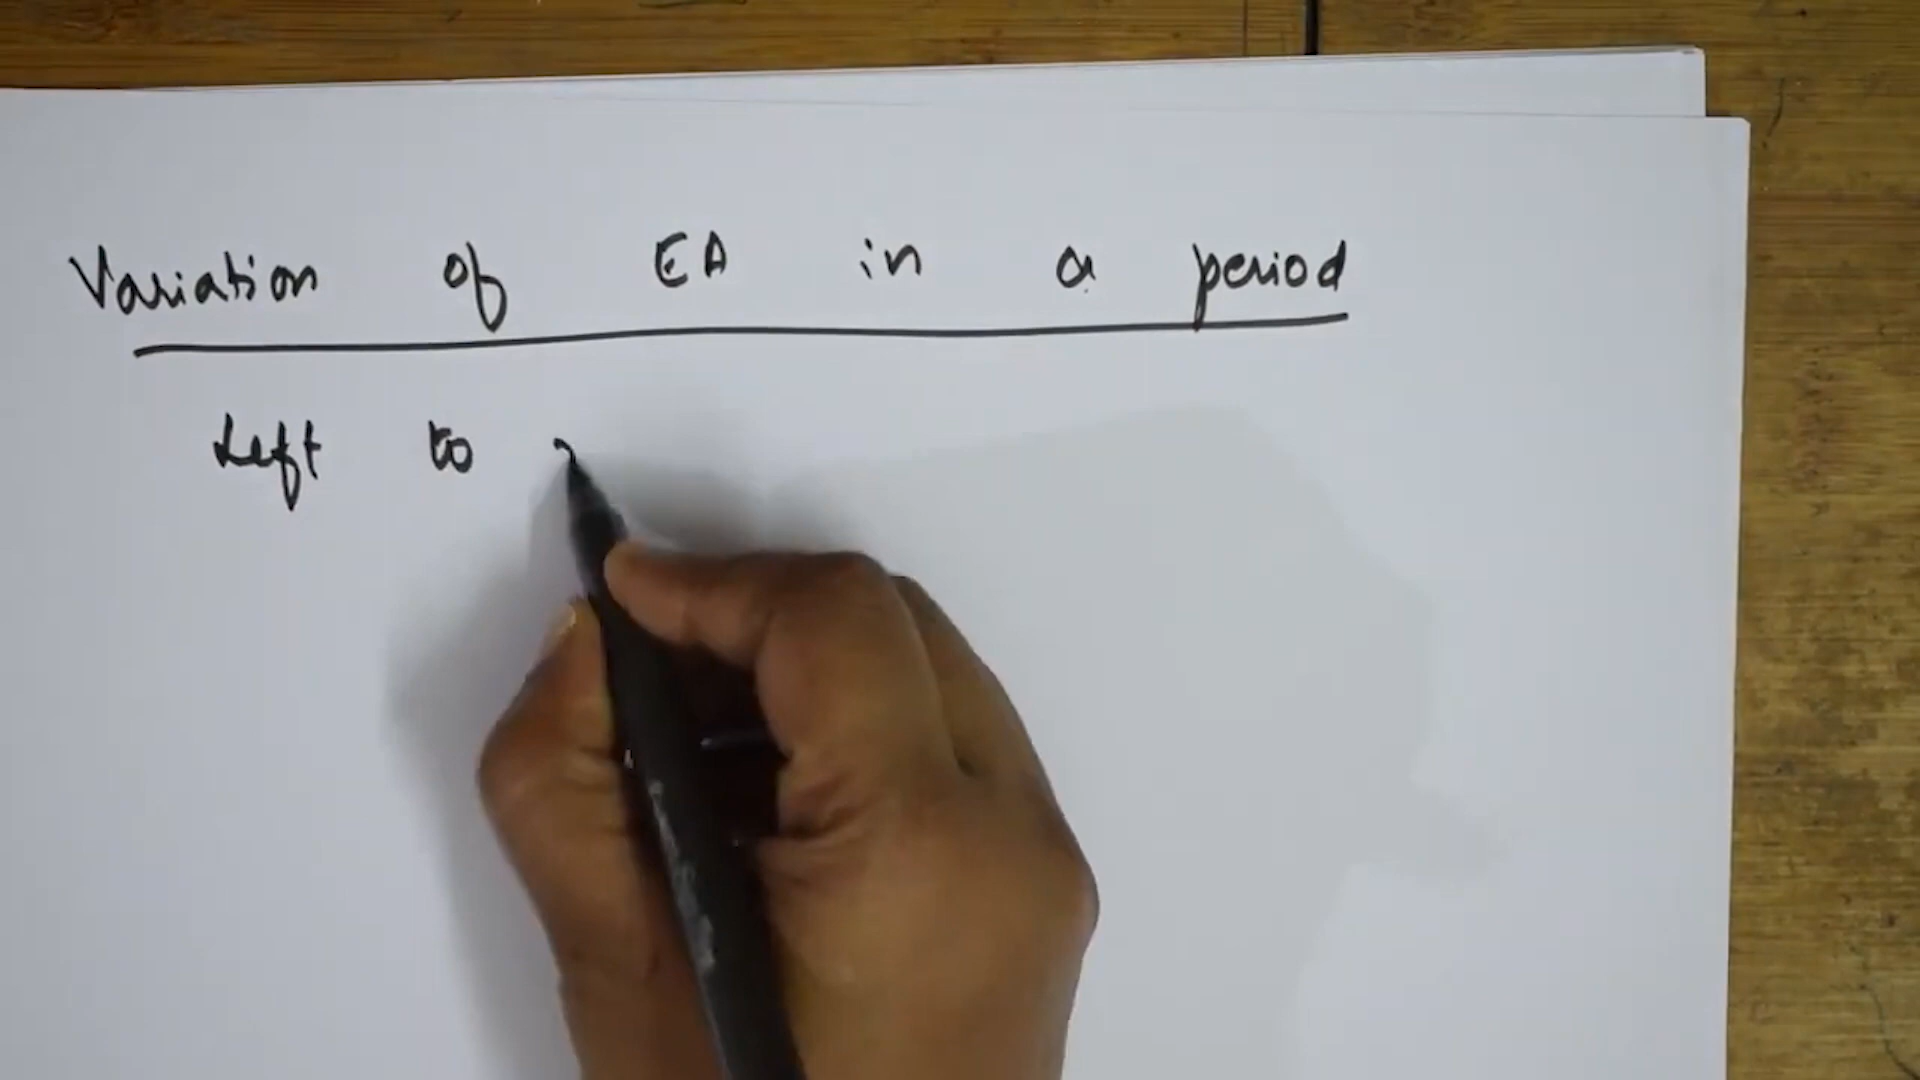 Variation of EA in a period
Left to